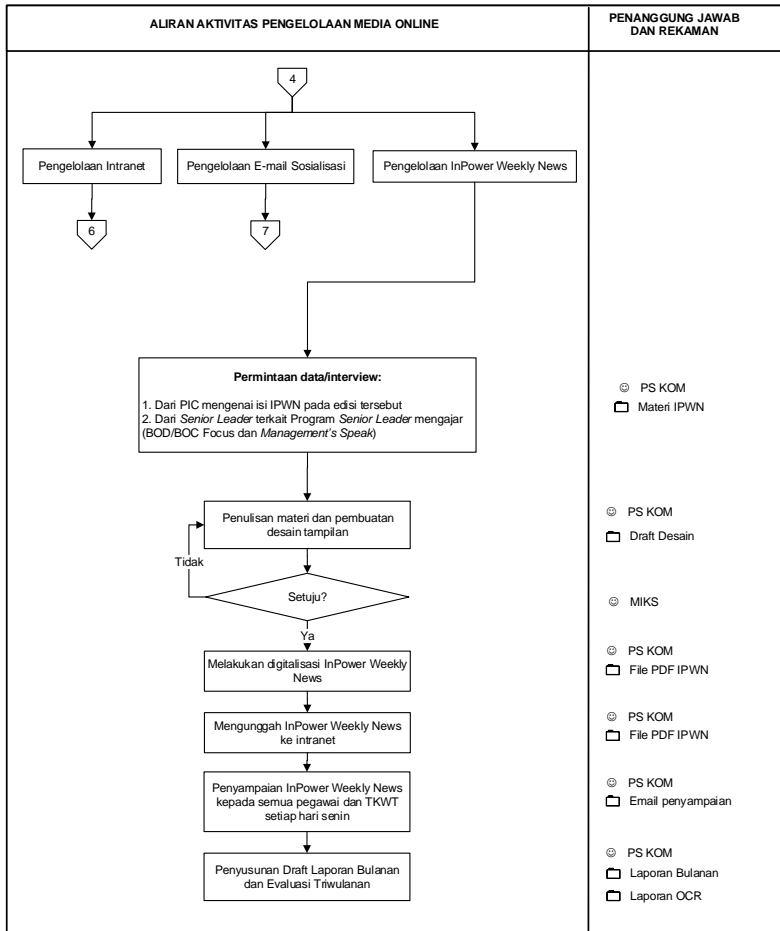 ALIRAN AKTIVITAS PENGELOLAAN MEDIA ONLINE
PENANGGUNG JAWAB
DAN REKAMAN
4
Pengelolaan Intranet
Pengelolaan E-mail Sosialisasi
Pengelolaan InPower Weekly News
6
7
Permintaan data/interview:
1. Dari PIC mengenai isi IPWN pada edisi tersebut
2. Dari Senior Leader terkait Program Senior Leader mengajar
(BOD/BOC Focus dan Management's Speak)
PS KOM
Materi IPWN
Penulisan materi dan pembuatan
desain tampilan
PS KOM
Draft Desain
Tidak
Setuju?
MIKS
Ya
Melakukan digitalisasi InPower Weekly
News
PS KOM
File PDF IPWN
Mengunggah InPower Weekly News
ke intranet
PS KOM
File PDF IPWN
Penyampaian InPower Weekly News
kepada semua pegawai dan TKWT
setiap hari senin
PS KOM
Email penyampaian
Penyusunan Draft Laporan Bulanan
dan Evaluasi Triwulanan
PS KOM
Laporan Bulanan
Laporan OCR